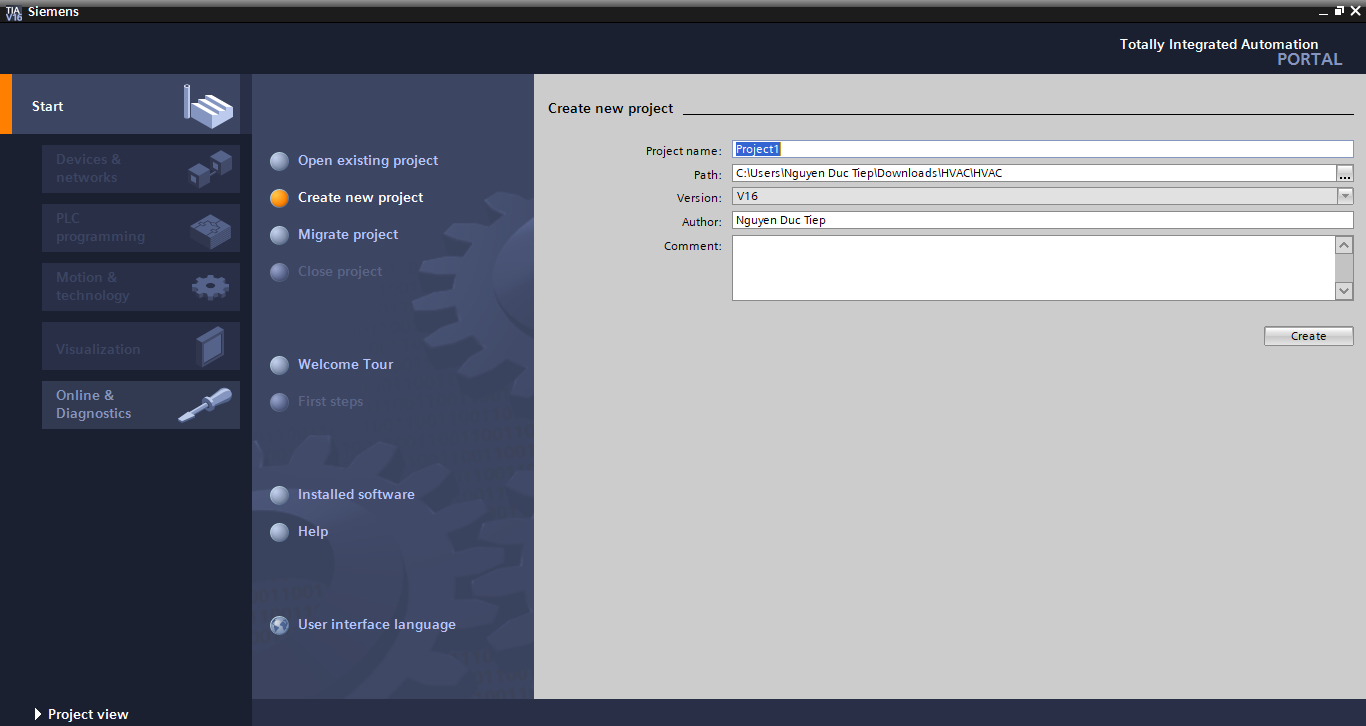 TIA
V16
Siemens
Totally Integrated Automation
PORTAL
Start
Devices &
networks
PLC
programming
Motion &
technology
Visualization
Online &
Diagnostics
Project view
Open existing project
Create new project
Migrate project
Close project
Welcome Tour
First steps
Installed software
Help
User interface language
Create new project
Project name: Project1
Path: C:\Users\Nguyen Duc Tiep\Downloads\HVAC\HVAC
...
Version: V16
Author: Nguyen Duc Tiep
Comment:
Create